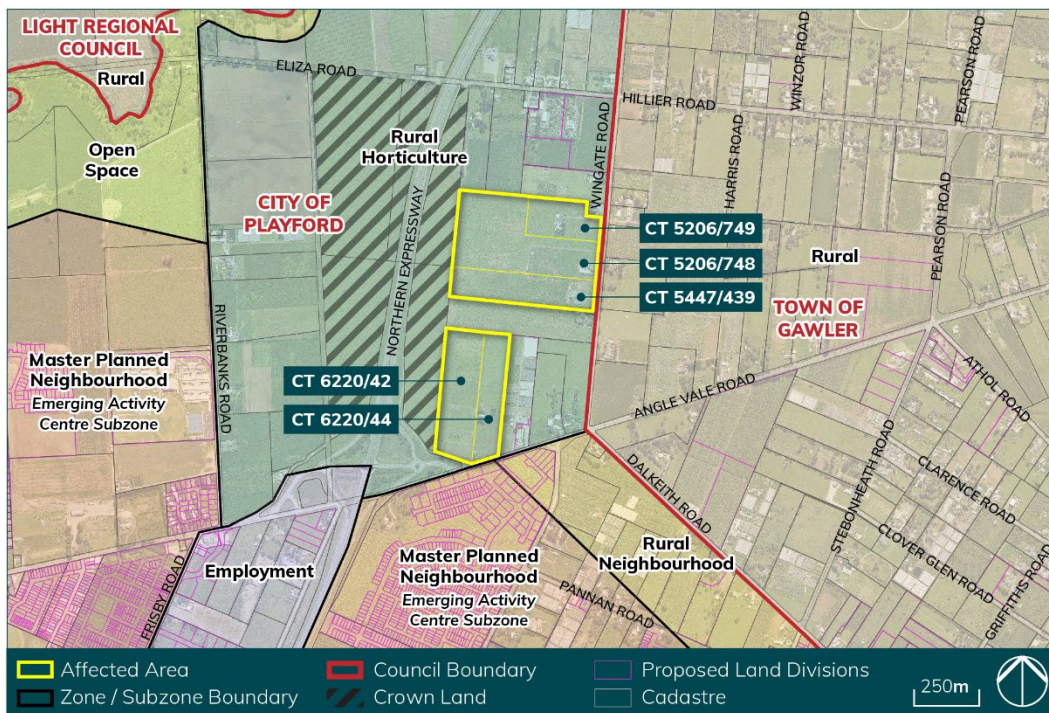 LIGHT REGIONAL
COUNCIL
Rural
ELIZA ROAD
Open
Space
CITY OF
PLAYFORD
Rural
Horticulture
NORTHERN EXPRESSWAY
WINGATE ROAD
HILLIER ROAD
WINZOR ROAD
PEARSON ROAD
HARRIS ROAD
CT 5206/749
CT 5206/748
CT 5447/439
Rural
PEARSON ROAD
TOWN OF
GAWLER
RIVERBANKS ROAD
Master Planned
Neighbourhood
Emerging Activity
Centre Subzone
CT 6220/42
CT 6220/44
ANGLE VALE ROAD
ATHOL ROAD
DALKEITH ROAD
STEBONHEATH ROAD
CLARENCE ROAD
CLOVER GLEN ROAD
GRIFFITHS ROAD
FRISBY ROAD
Employment
Master Planned
Neighbourhood
Emerging Activity
Centre Subzone
Rural
Neighbourhood
PANNAN ROAD
Affected Area
Council Boundary
Proposed Land Divisions
Zone / Subzone Boundary
Crown Land
Cadastre
250m